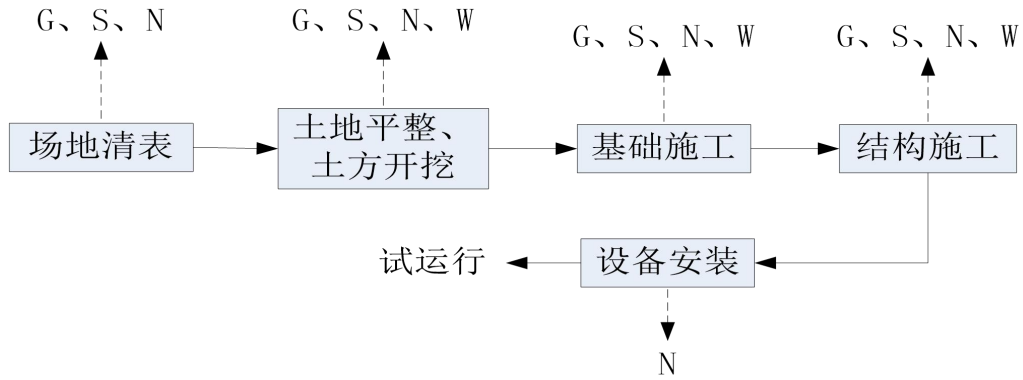 G、S、N
G、S、N、W
G、S、N、W
G、S、N、W
场地清表
土地平整、
土方开挖
基础施工
结构施工
试运行
设备安装
N